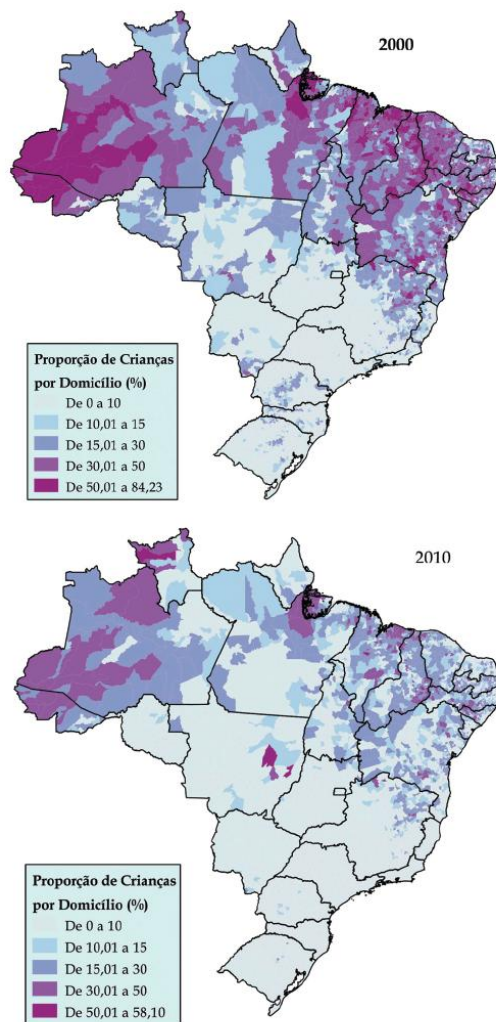 2000
Proporção de Crianças
por Domicílio (%)
De 0 a 10
De 10,01 a 15
De 15,01 a 30
De 30,01 a 50
De 50,01 a 84,23
2010
Proporção de Crianças
por Domicílio (%)
De 0 a 10
De 10,01 a 15
De 15,01 a 30
De 30,01 a 50
De 50,01 a 58,10